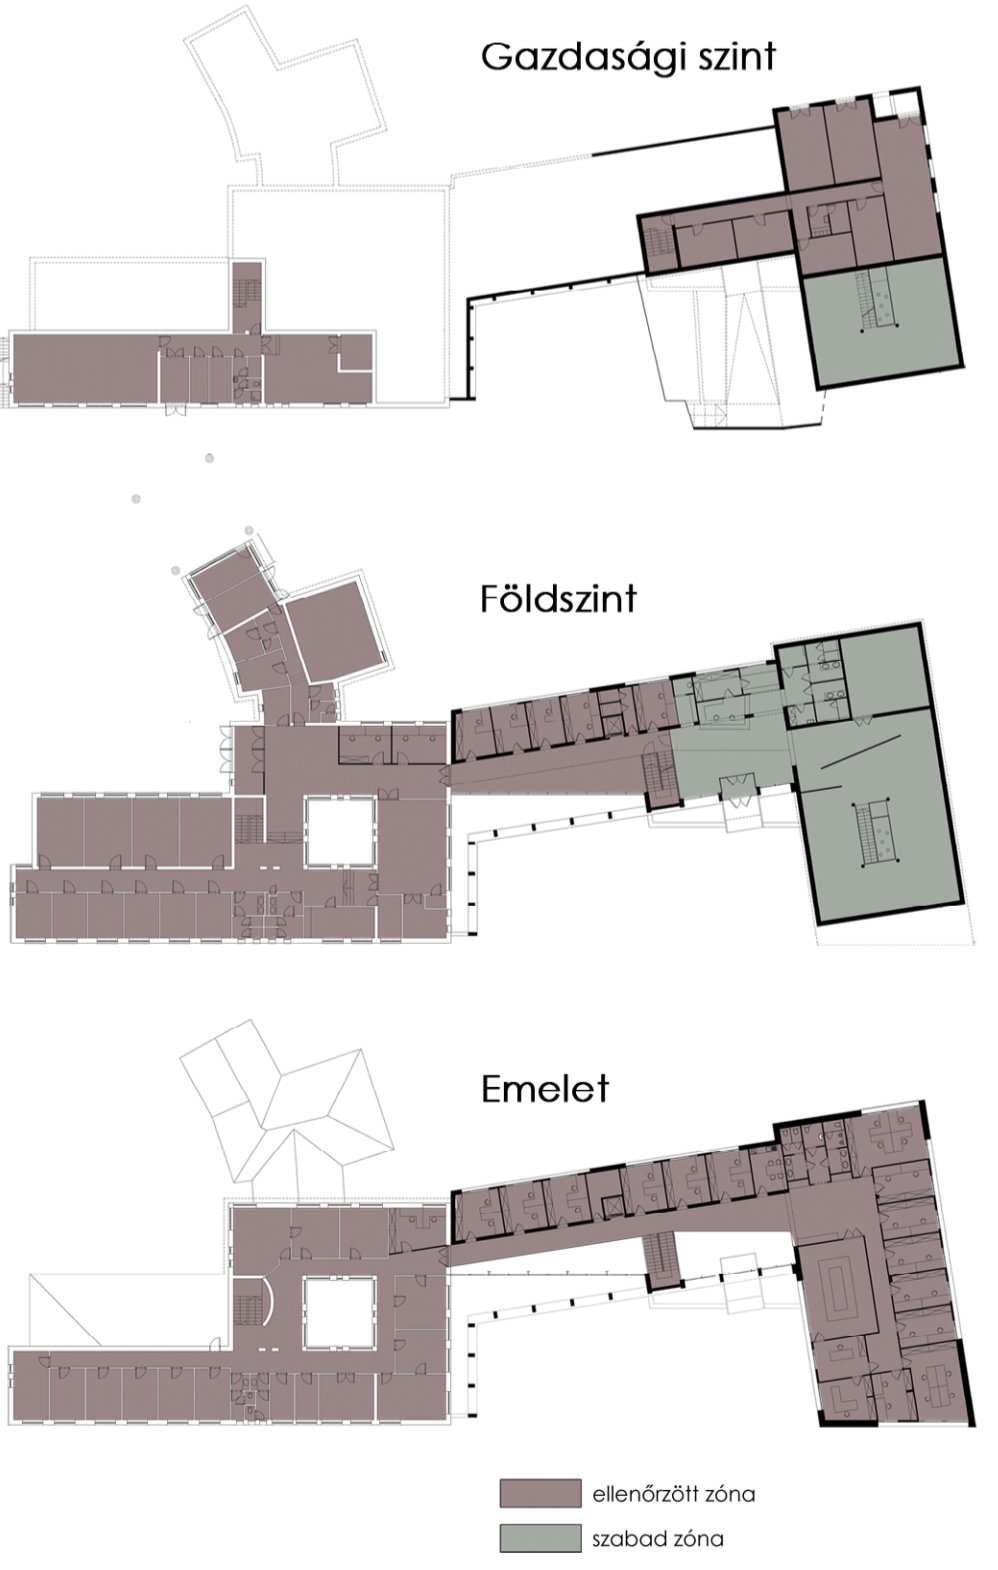 Gazdasági szint
Földszint
Emelet
ellenőrzött zóna
szabad zóna